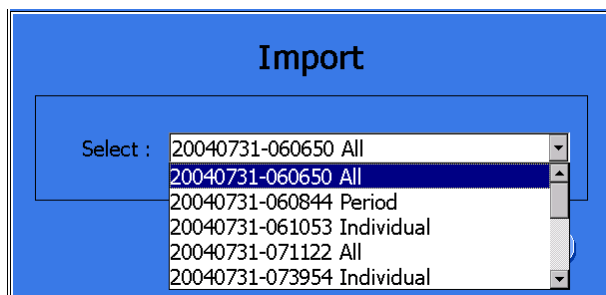 Import
Select : 20040731-060650 All
20040731-060650 All
20040731-060844 Period
20040731-061053 Individual
20040731-071122 All
20040731-073954 Individual